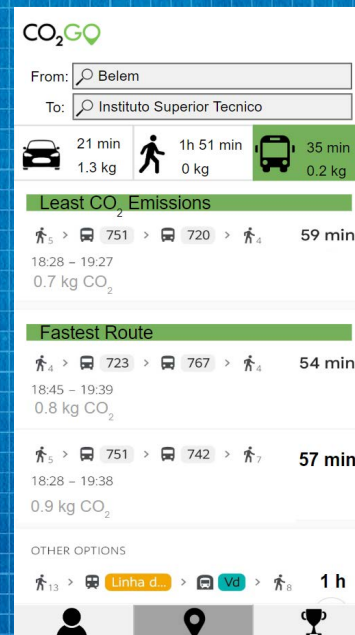 CO₂GO
From: Belem
To: Instituto Superior Tecnico
21 min 1h 51 min 35 min
1.3 kg 0 kg 0.2 kg
Least CO₂ Emissions
5 > 751 > 720 > 4 59 min
18:28 – 19:27
0.7 kg CO₂
Fastest Route
4 > 723 > 767 > 4 54 min
18:45 – 19:39
0.8 kg CO₂
5 > 751 > 742 > 7 57 min
18:28 – 19:38
0.9 kg CO₂
OTHER OPTIONS
13 > Linha d... > Vd > 8 1 h